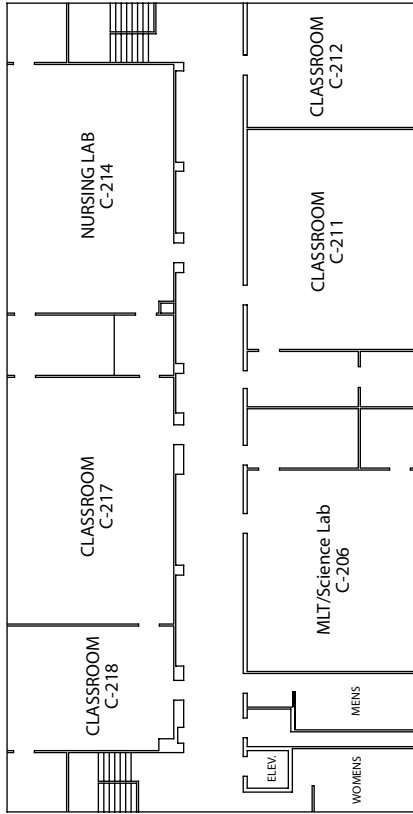 CLASSROOM
C-218
CLASSROOM
C-217
NURSING LAB
C-214
WOMENS
ELEV.
MENS
MLT/Science Lab
C-206
CLASSROOM
C-211
CLASSROOM
C-212